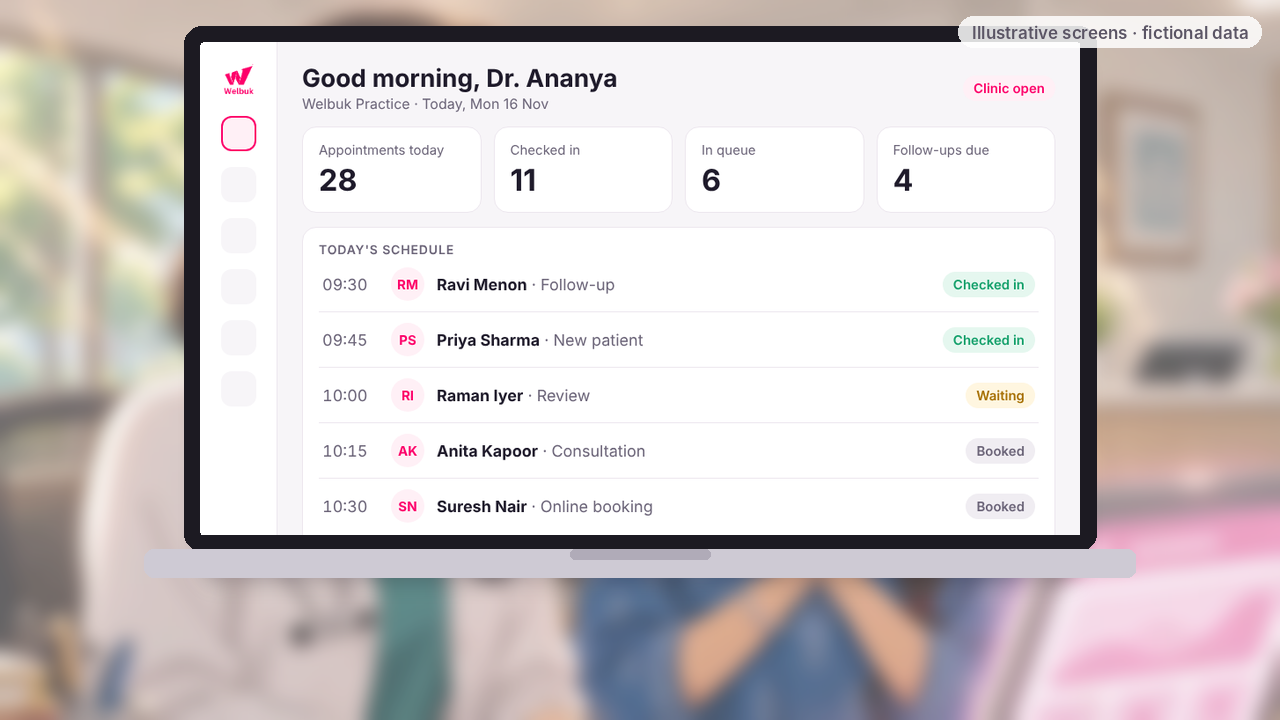 Illustrative screens · fictional data
Welbuk
Good morning, Dr. Ananya
Welbuk Practice · Today, Mon 16 Nov
Clinic open
Appointments today
28
Checked in
11
In queue
6
Follow-ups due
4
TODAY'S SCHEDULE
09:30 RM Ravi Menon · Follow-up Checked in
09:45 PS Priya Sharma · New patient Checked in
10:00 RI Raman Iyer · Review Waiting
10:15 AK Anita Kapoor · Consultation Booked
10:30 SN Suresh Nair · Online booking Booked